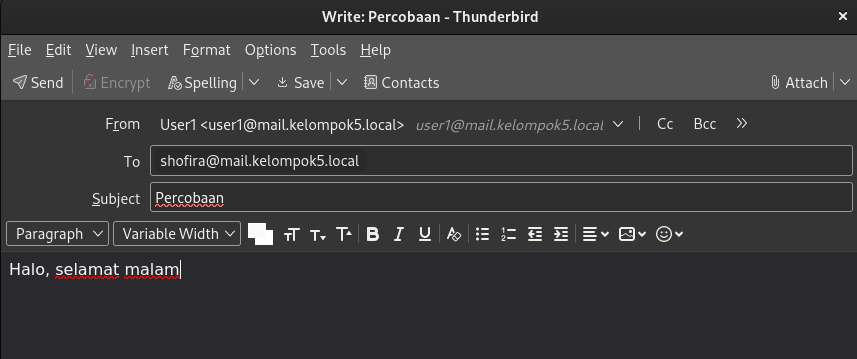 Write: Percobaan - Thunderbird
File Edit View Insert Format Options Tools Help
Send Encrypt Spelling Save Contacts Attach
From User1 <user1@mail.kelompok5.local> user1@mail.kelompok5.local Cc Bcc
To shofira@mail.kelompok5.local
Subject Percobaan
Paragraph Variable Width B I U
Halo, selamat malam